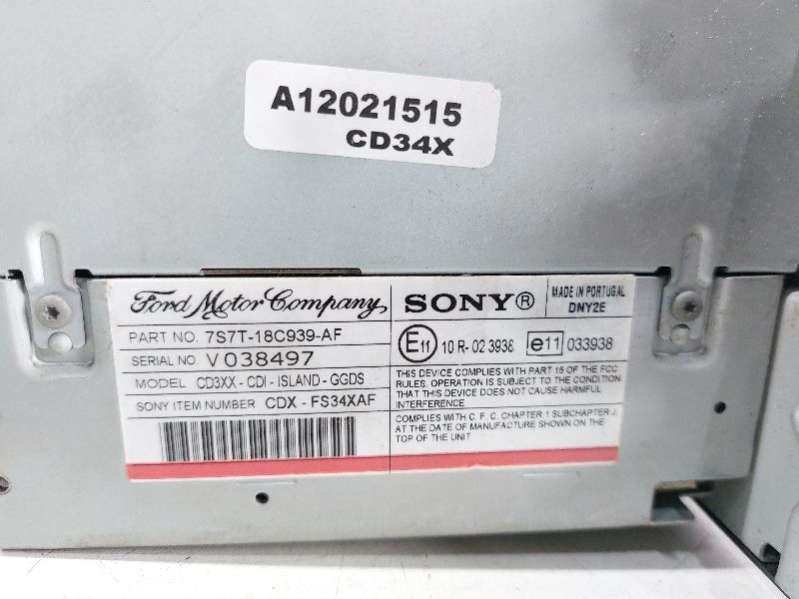 A12021515
CD34X
Ford Motor Company,
PART NO. 7S7T-18C939-AF
SERIAL NO. V038497
MODEL CD3XX - CDI - ISLAND - GGDS
SONY ITEM NUMBER CDX - FS34XAF
SONY®
MADE IN PORTUGAL
DNY2E
E11 10 R- 02 3938 e11 033938
THIS DEVICE COMPLIES WITH PART 15 OF THE FCC
RULES. OPERATION IS SUBJECT TO THE CONDITION
THAT THIS DEVICE DOES NOT CAUSE HARMFUL
INTERFERENCE
COMPLIES WITH C. F. C. CHAPTER 1 SUBCHAPTER J,
AT THE DATE OF MANUFACTURE SHOWN ON THE
TOP OF THE UNIT